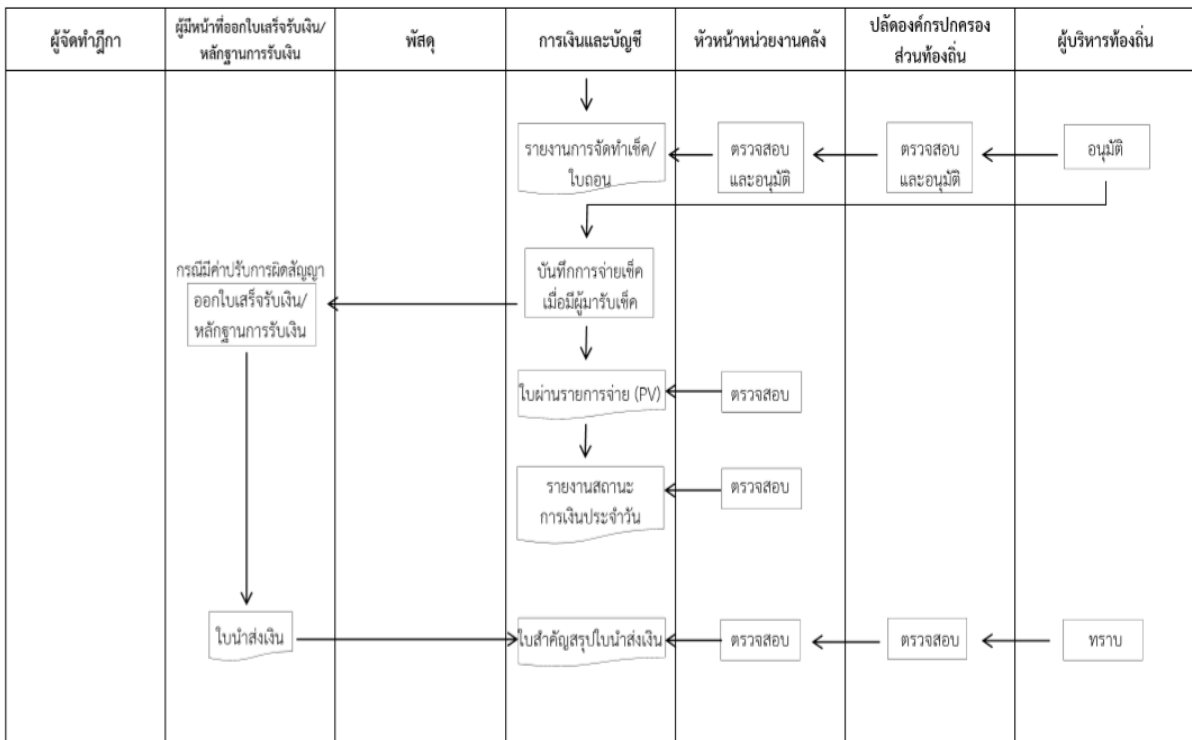 ผู้จัดทำฎีกา
ผู้มีหน้าที่ออกใบเสร็จรับเงิน/
หลักฐานการรับเงิน
พัสดุ
การเงินและบัญชี
หัวหน้าหน่วยงานคลัง
ปลัดองค์กรปกครอง
ส่วนท้องถิ่น
ผู้บริหารท้องถิ่น
รายงานการจัดทำเช็ค/
ใบถอน
ตรวจสอบ
และอนุมัติ
ตรวจสอบ
และอนุมัติ
อนุมัติ
บันทึกการจ่ายเช็ค
เมื่อมีผู้มารับเช็ค
กรณีมีค่าปรับการผิดสัญญา
ออกใบเสร็จรับเงิน/
หลักฐานการรับเงิน
ใบผ่านรายการจ่าย (PV)
ตรวจสอบ
รายงานสถานะ
การเงินประจำวัน
ตรวจสอบ
ใบนำส่งเงิน
ใบสำคัญสรุปใบนำส่งเงิน
ตรวจสอบ
ตรวจสอบ
ทราบ